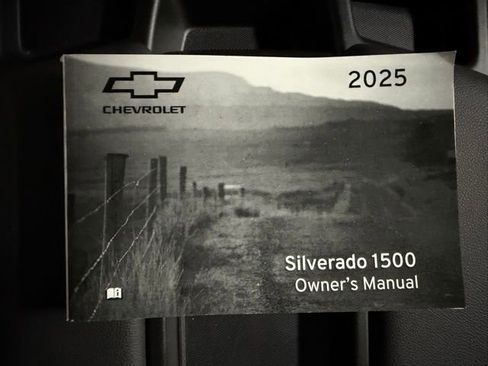 2025
CHEVROLET
Silverado 1500
Owner's Manual